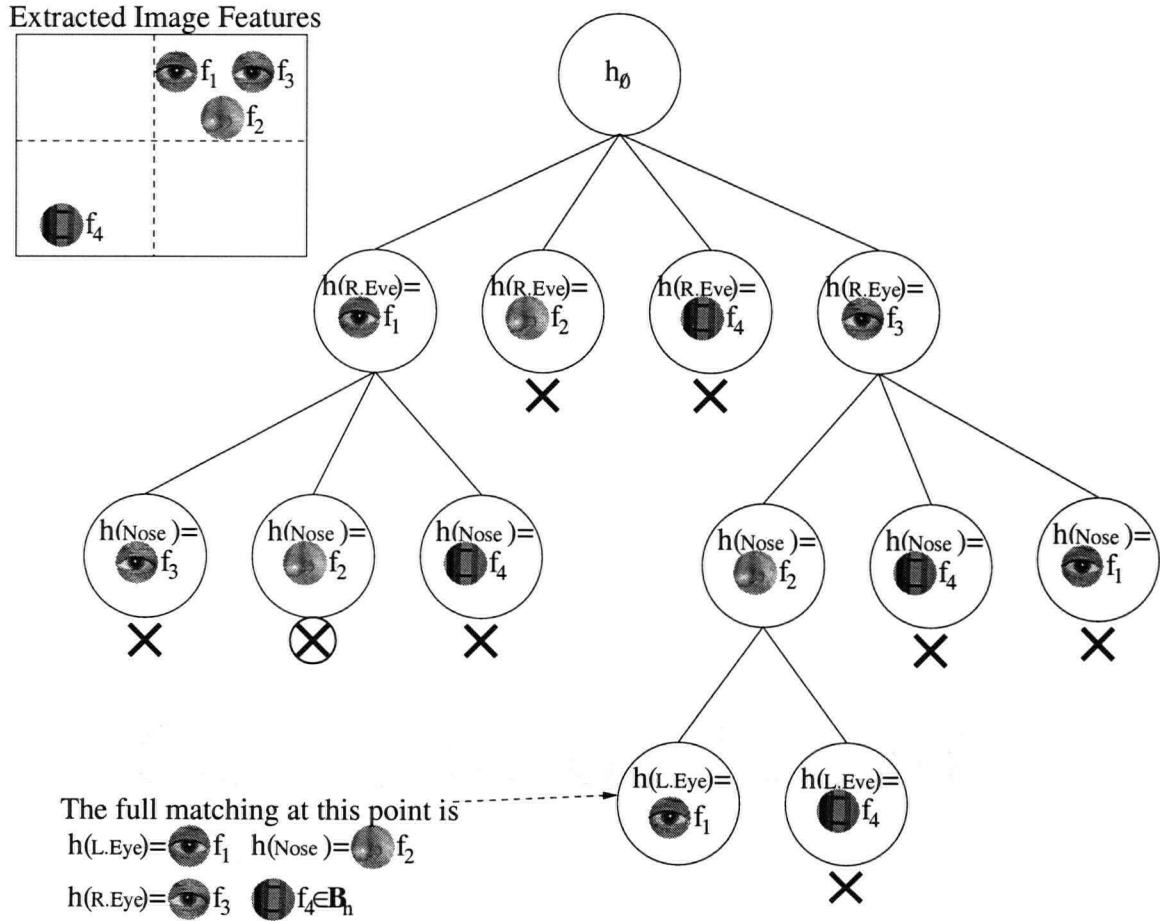 Extracted Image Features
f1 f3
f2
f4
h∅
h(R.Eve)= f1
h(R.Eve)= f2
h(R.Eve)= f4
h(R.Eye)= f3
h(Nose)= f3
h(Nose)= f2
h(Nose)= f4
h(Nose)= f2
h(Nose)= f4
h(Nose)= f1
h(L.Eye)= f1
h(L.Eve)= f4
The full matching at this point is
h(L.Eye)= f1 h(Nose)= f2
h(R.Eye)= f3 f4∈Bh